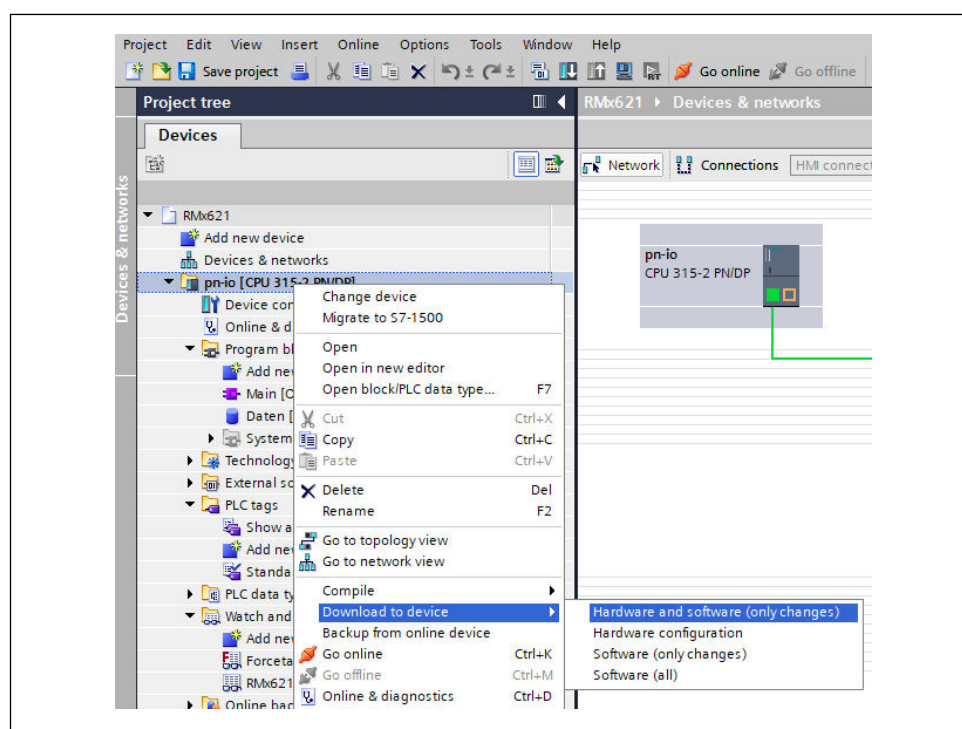 Project Edit View Insert Online Options Tools Window Help
Save project Go online Go offline
Project tree
RMx621 Devices & networks
Devices
Network Connections HMI connect
Devices & networks
RMx621
Add new device
Devices & networks
pn-io [CPU 315-2 PN/DP]
Device con
Online & d
Program bl
Add new
Main [O
Daten [
System
Technology
External so
PLC tags
Show a
Add new
Standa
PLC data ty
Watch and
Add new
Forceta
RMx621
Online bac
Change device
Migrate to S7-1500
Open
Open in new editor
Open block/PLC data type... F7
Cut Ctrl+X
Copy Ctrl+C
Paste Ctrl+V
Delete Del
Rename F2
Go to topology view
Go to network view
Compile
Download to device
Backup from online device
Go online Ctrl+K
Go offline Ctrl+M
Online & diagnostics Ctrl+D
Hardware and software (only changes)
Hardware configuration
Software (only changes)
Software (all)
pn-io
CPU 315-2 PN/DP